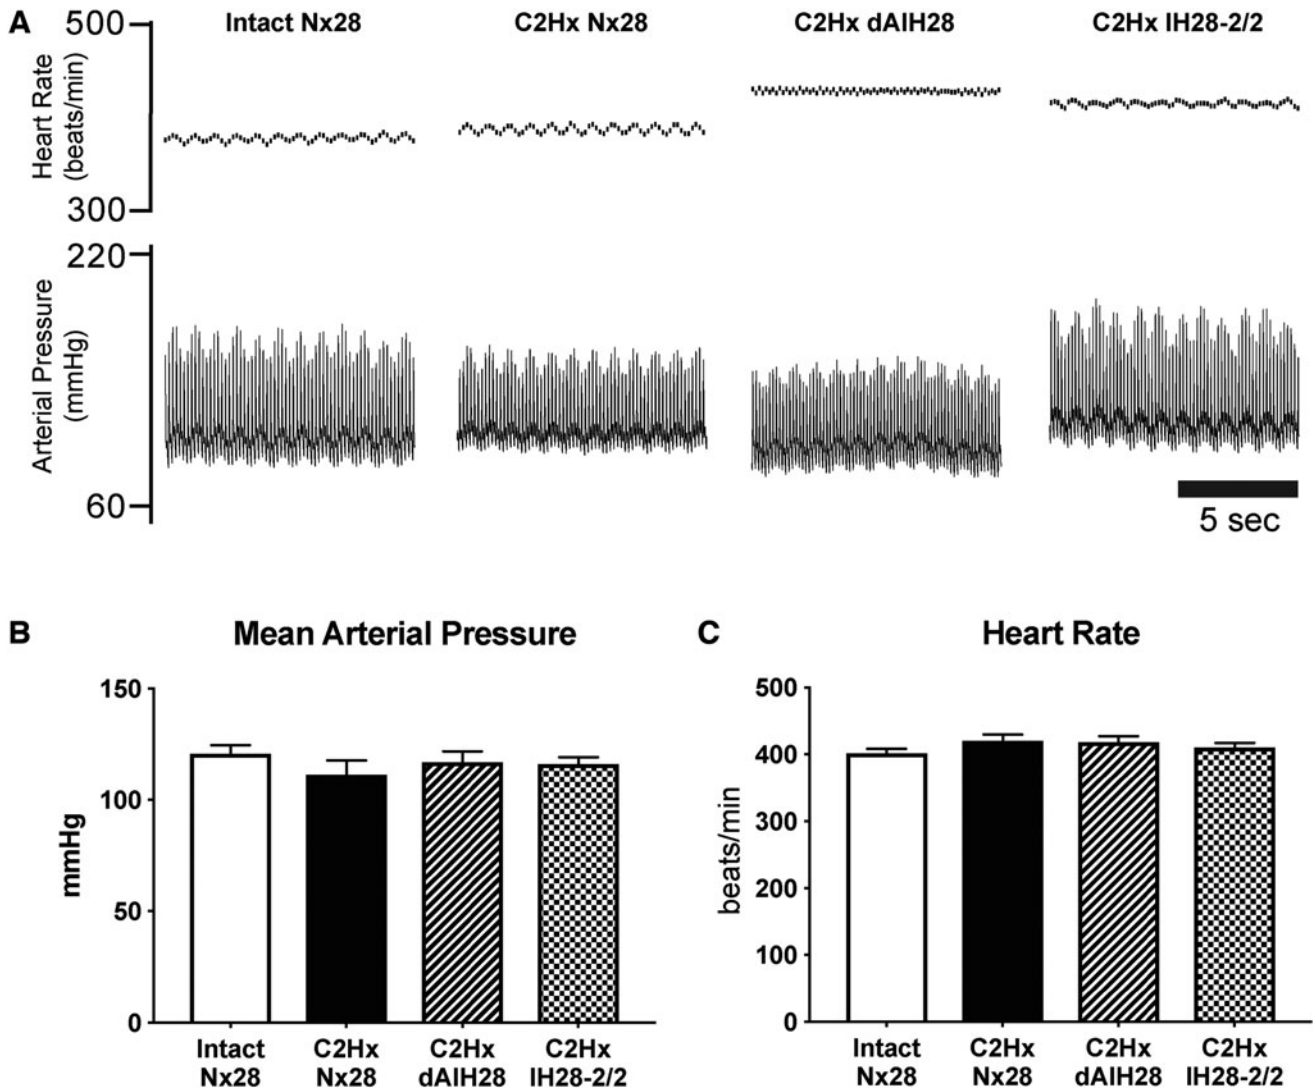 A
Intact Nx28
C2Hx Nx28
C2Hx dAIH28
C2Hx IH28-2/2
500
Heart Rate
(beats/min)
300
220
Arterial Pressure
(mmHg)
60
5 sec
B
Mean Arterial Pressure
150
100
50
0
mmHg
Intact
Nx28
C2Hx
Nx28
C2Hx
dAIH28
C2Hx
IH28-2/2
C
Heart Rate
500
400
300
200
100
0
beats/min
Intact
Nx28
C2Hx
Nx28
C2Hx
dAIH28
C2Hx
IH28-2/2